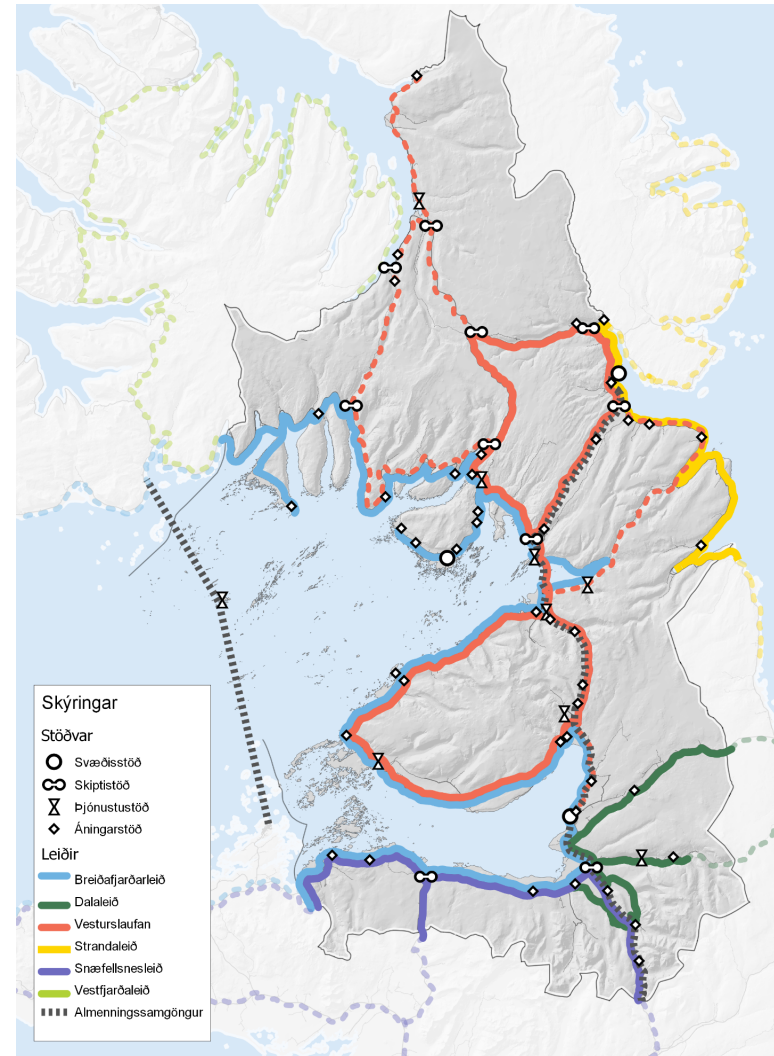 Skýringar
Stöðvar
Svæðisstöð
Skiptistöð
Þjónustustöð
Áningarstöð
Leiðir
Breiðafjarðarleið
Dalaleið
Vesturslaufan
Strandaleið
Snæfellsnesleið
Vestfjarðaleið
Almenningssamgöngur